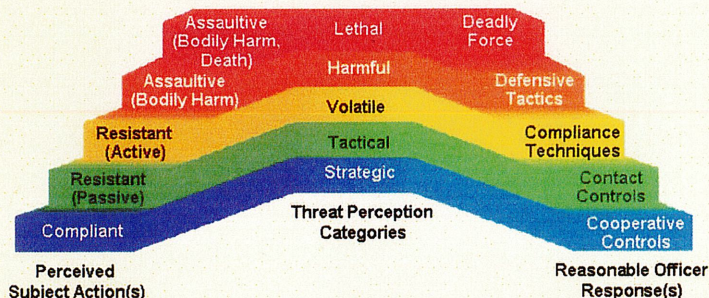 Assaultive
(Bodily Harm,
Death)
Lethal
Deadly
Force
Assaultive
(Bodily Harm)
Harmful
Defensive
Tactics
Resistant
(Active)
Volatile
Compliance
Techniques
Resistant
(Passive)
Tactical
Contact
Controls
Compliant
Strategic
Cooperative
Controls
Perceived
Subject Action(s)
Threat Perception
Categories
Reasonable Officer
Response(s)